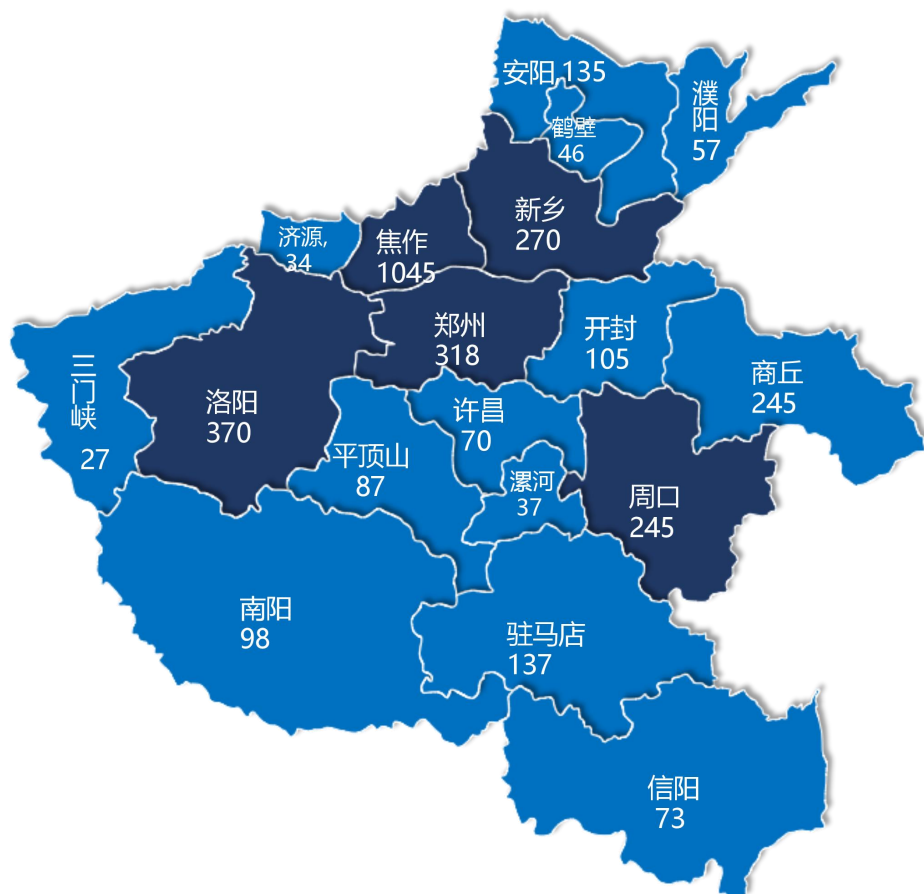 安阳,135
濮阳
57
鹤壁
46
新乡
270
济源,
34
焦作
1045
郑州
318
开封
105
三门峡
27
洛阳
370
商丘
245
许昌
70
平顶山
87
漯河
37
周口
245
南阳
98
驻马店
137
信阳
73